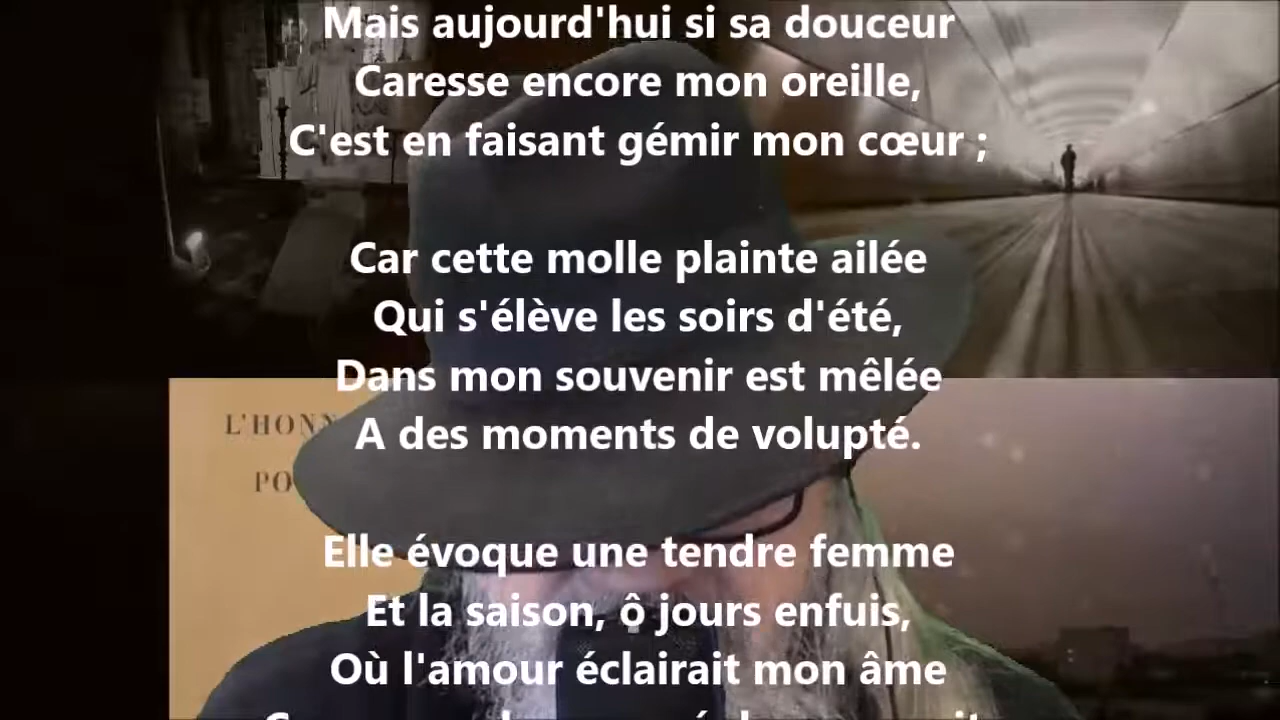 Mais aujourd'hui si sa douceur
Caresse encore mon oreille,
C'est en faisant gémir mon cœur ;
Car cette molle plainte ailée
Qui s'élève les soirs d'été,
Dans mon souvenir est mêlée
A des moments de volupté.
L'HONN
PO
Elle évoque une tendre femme
Et la saison, ô jours enfuis,
Où l'amour éclairait mon âme